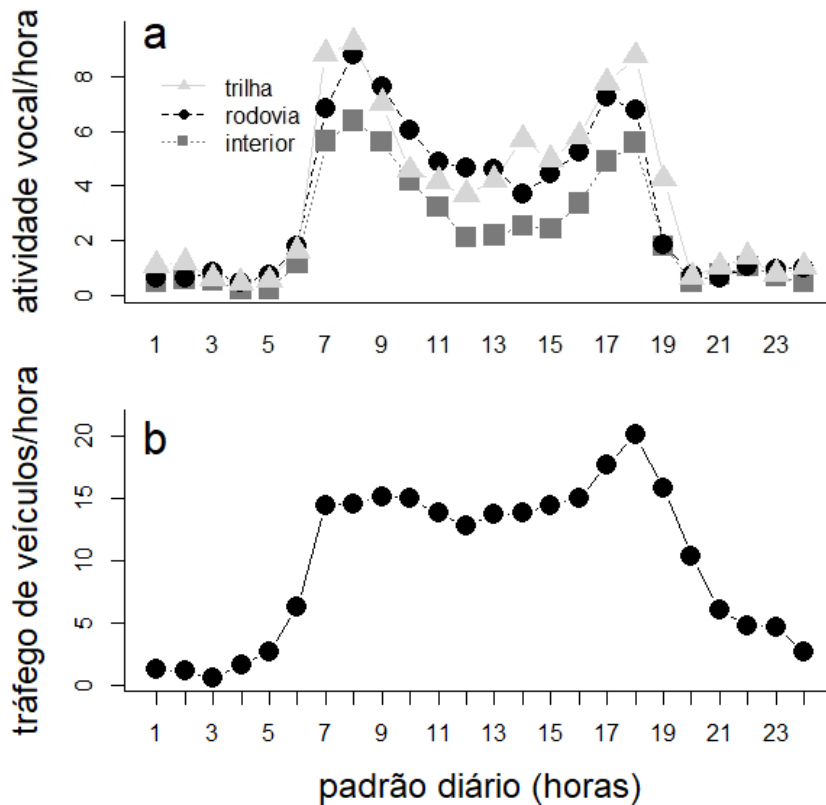 a
trilha
rodovia
interior
atividade vocal/hora
0 2 4 6 8
1 3 5 7 9 11 13 15 17 19 21 23
b
tráfego de veículos/hora
0 5 10 15 20
1 3 5 7 9 11 13 15 17 19 21 23
padrão diário (horas)